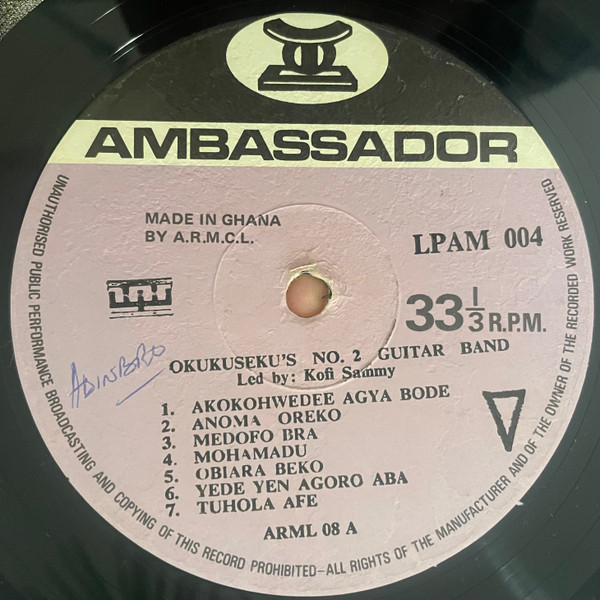 AMBASSADOR
MADE IN GHANA
BY A.R.M.C.L.
LPAM 004
33 1/3 R.P.M.
ADINBRO
OKUKUSEKU'S NO. 2 GUITAR BAND
Led by: Kofi Sammy
1. AKOKOHWEDEE AGYA BODE
2. ANOMA OREKO
3. MEDOFO BRA
4. MOHAMADU
5. OBIARA BEKO
6. YEDE YEN AGORO ABA
7. TUHOLA AFE
ARML 08 A
UNAUTHORISED PUBLIC PERFORMANCE BROADCASTING AND COPYING OF THIS RECORD PROHIBITED–ALL RIGHTS OF THE MANUFACTURER AND OF THE OWNER OF THE RECORDED WORK RESERVED